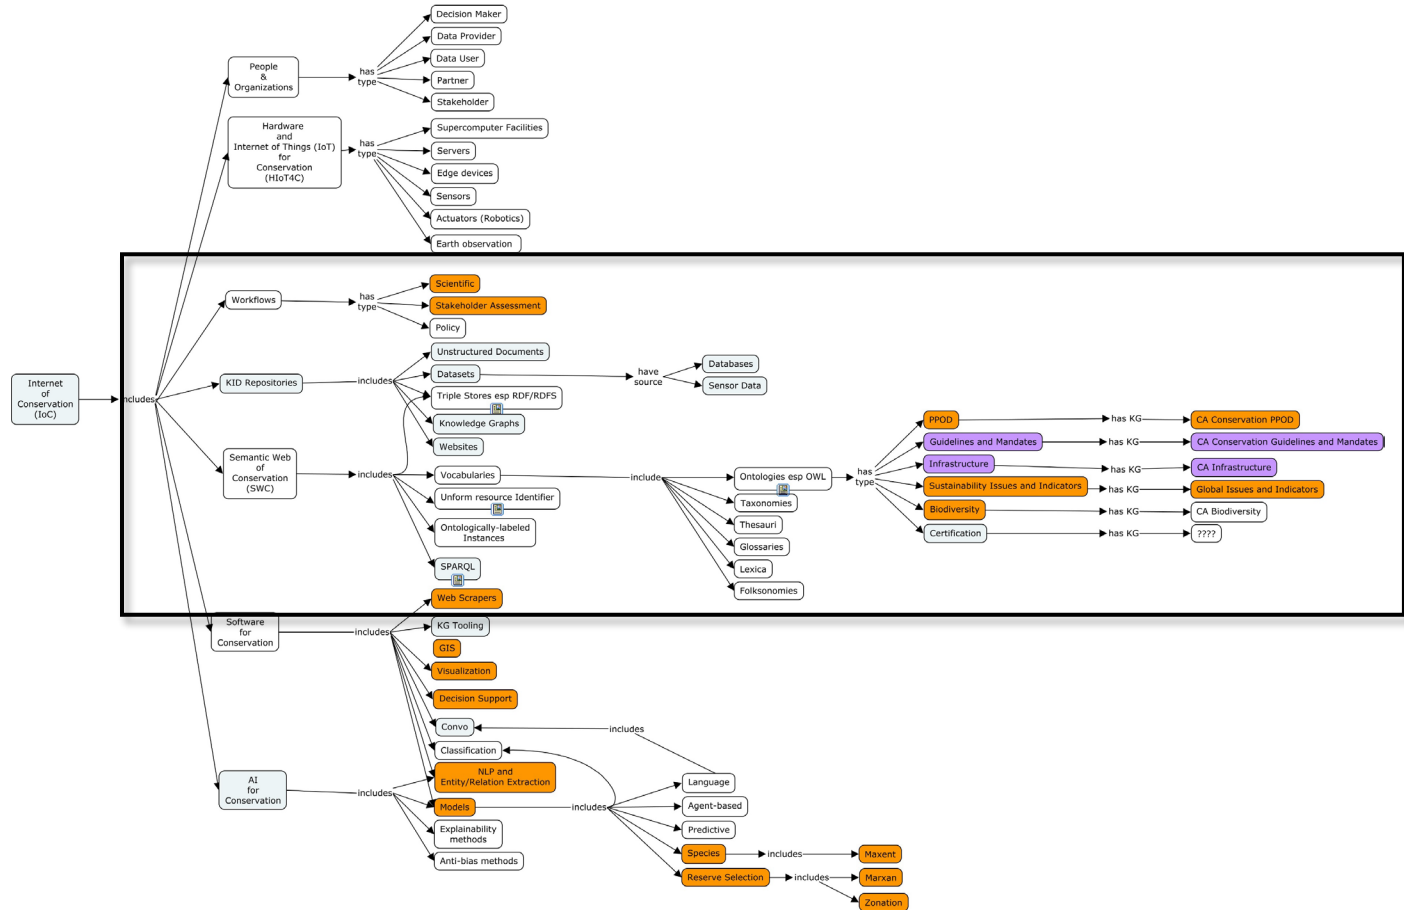 Decision Maker
Data Provider
Data User
Partner
Stakeholder
People
&
Organizations
has
type
Hardware
and
Internet of Things (IoT)
for
Conservation
(HIoT4C)
has
type
Supercomputer Facilities
Servers
Edge devices
Sensors
Actuators (Robotics)
Earth observation
Workflows
has
type
Scientific
Stakeholder Assessment
Policy
Internet
of
Conservation
(IoC)
includes
KID Repositories
includes
Unstructured Documents
Datasets
Triple Stores esp RDF/RDFS
Knowledge Graphs
Websites
have
source
Databases
Sensor Data
Semantic Web
of
Conservation
(SWC)
includes
Vocabularies
Unform resource Identifier
Ontologically-labeled
Instances
SPARQL
include
Ontologies esp OWL
Taxonomies
Thesauri
Glossaries
Lexica
Folksonomies
has
type
PPOD
has KG
CA Conservation PPOD
Guidelines and Mandates
has KG
CA Conservation Guidelines and Mandates
Infrastructure
has KG
CA Infrastructure
Sustainability Issues and Indicators
has KG
Global Issues and Indicators
Biodiversity
has KG
CA Biodiversity
Certification
has KG
????
Software
for
Conservation
includes
Web Scrapers
KG Tooling
GIS
Visualization
Decision Support
Convo
includes
Classification
NLP and
Entity/Relation Extraction
AI
for
Conservation
includes
Models
Explainability
methods
Anti-bias methods
includes
Language
Agent-based
Predictive
Species
includes
Maxent
Reserve Selection
includes
Marxan
Zonation